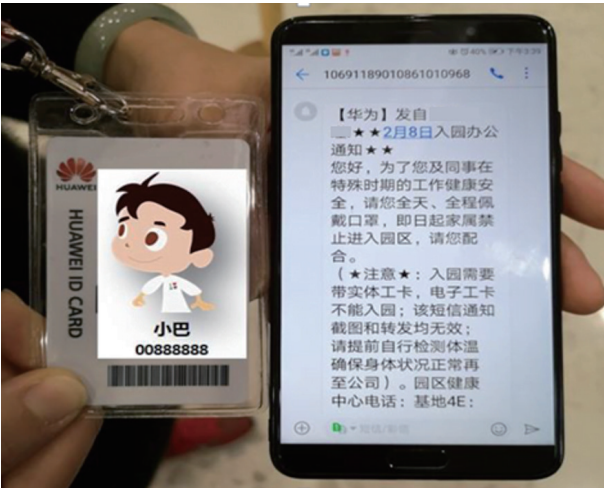 HUAWEI
HUAWEI ID CARD
小巴
00888888
10691189010861010968
【华为】发自
★★2月8日入园办公
通知★★
您好，为了您及同事在
特殊时期的工作健康安
全，请您全天、全程佩
戴口罩，即日起家属禁
止进入园区，请您配
合。
（★注意★：入园需要
带实体工卡，电子工卡
不能入园；该短信通知
截图和转发均无效；
请提前自行检测体温
确保身体状况正常再
至公司）。园区健康
中心电话：基地4E：